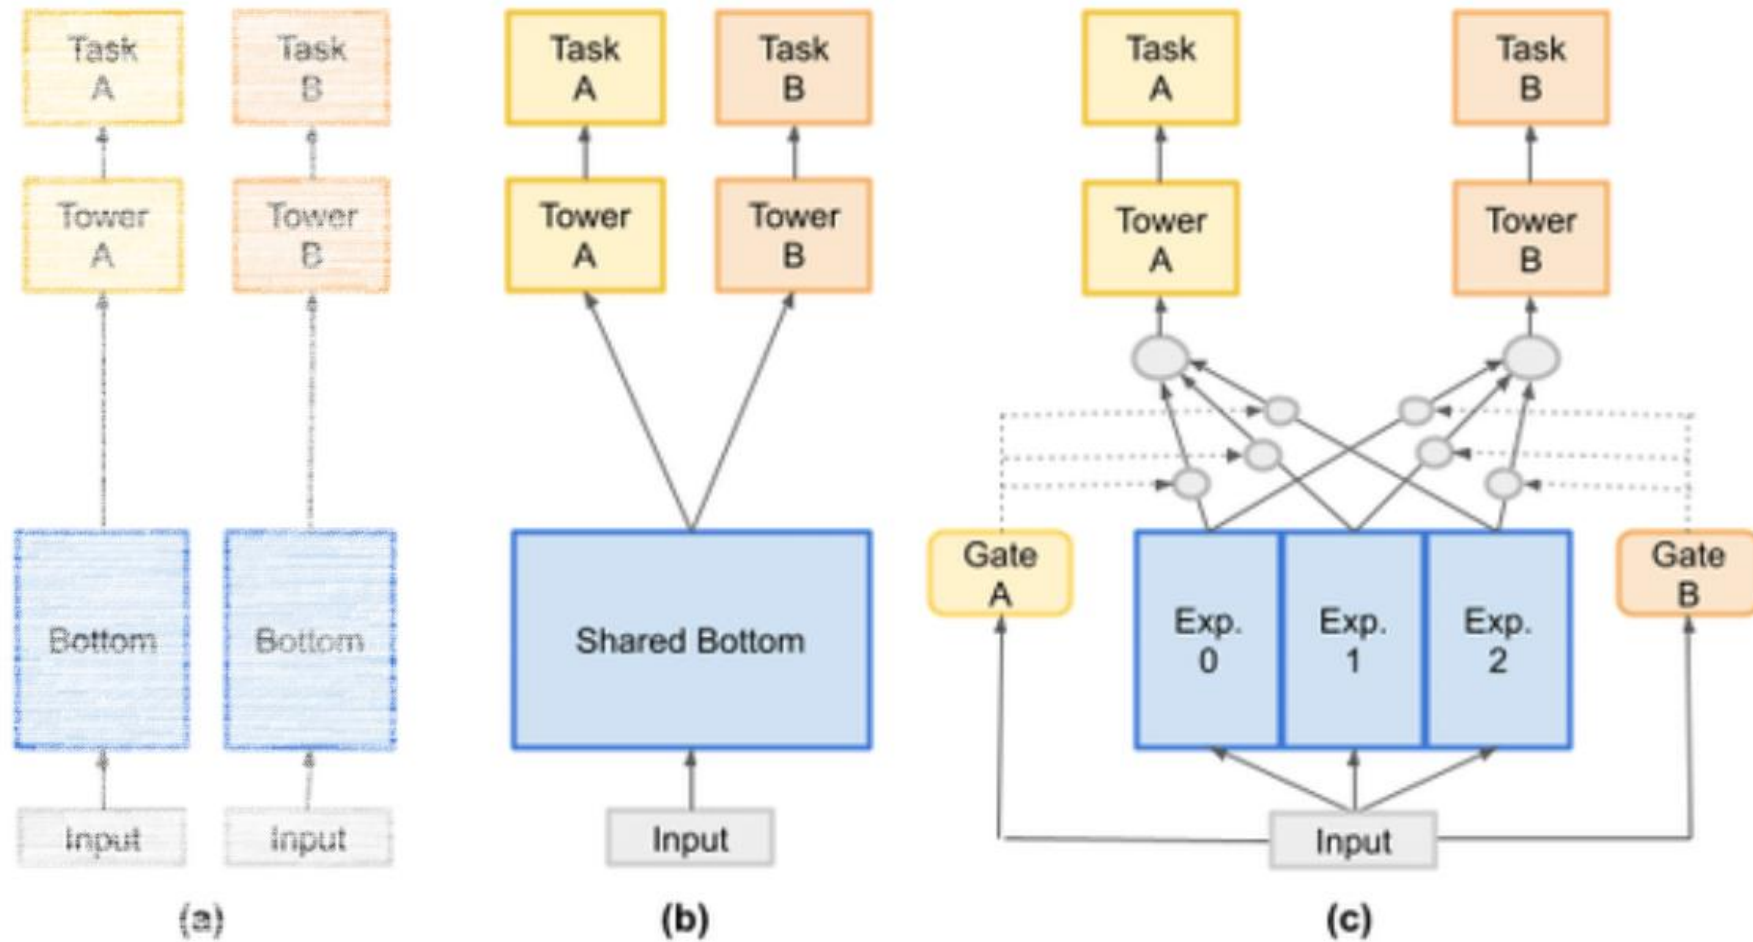 Task
A
Task
B
Tower
A
Tower
B
Bottom
Bottom
Input
Input
(a)
Task
A
Task
B
Tower
A
Tower
B
Shared Bottom
Input
(b)
Task
A
Task
B
Tower
A
Tower
B
Gate
A
Exp.
0
Exp.
1
Exp.
2
Gate
B
Input
(c)